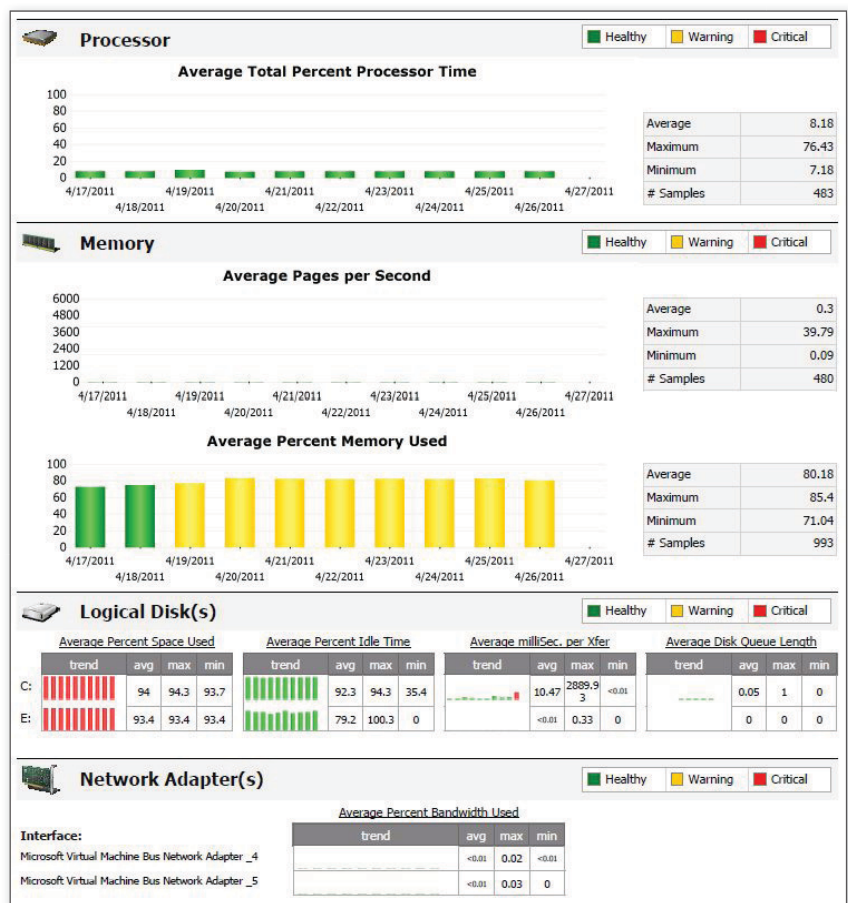 Processor
Healthy Warning Critical
Average Total Percent Processor Time
100
80
60
40
20
0
4/17/2011 4/19/2011 4/21/2011 4/23/2011 4/25/2011 4/27/2011
4/18/2011 4/20/2011 4/22/2011 4/24/2011 4/26/2011
Average 8.18
Maximum 76.43
Minimum 7.18
# Samples 483
Memory
Healthy Warning Critical
Average Pages per Second
6000
4800
3600
2400
1200
0
4/17/2011 4/19/2011 4/21/2011 4/23/2011 4/25/2011 4/27/2011
4/18/2011 4/20/2011 4/22/2011 4/24/2011 4/26/2011
Average 0.3
Maximum 39.79
Minimum 0.09
# Samples 480
Average Percent Memory Used
100
80
60
40
20
0
4/17/2011 4/19/2011 4/21/2011 4/23/2011 4/25/2011 4/27/2011
4/18/2011 4/20/2011 4/22/2011 4/24/2011 4/26/2011
Average 80.18
Maximum 85.4
Minimum 71.04
# Samples 993
Logical Disk(s)
Healthy Warning Critical
Average Percent Space Used Average Percent Idle Time Average milliSec. per Xfer Average Disk Queue Length
trend avg max min trend avg max min trend avg max min trend avg max min
C: 94 94.3 93.7 92.3 94.3 35.4 10.47 2889.93 <0.01 0.05 1 0
E: 93.4 93.4 93.4 79.2 100.3 0 <0.01 0.33 0 0 0 0
Network Adapter(s)
Healthy Warning Critical
Average Percent Bandwidth Used
Interface: trend avg max min
Microsoft Virtual Machine Bus Network Adapter _4 <0.01 0.02 <0.01
Microsoft Virtual Machine Bus Network Adapter _5 <0.01 0.03 0